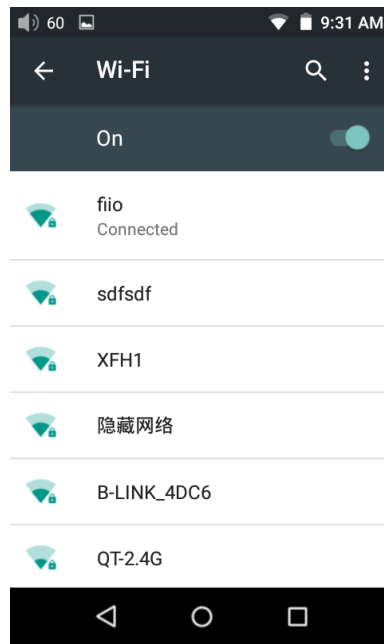 60 9:31 AM
Wi-Fi
On
fiio
Connected
sdfsdf
XFH1
隐藏网络
B-LINK_4DC6
QT-2.4G